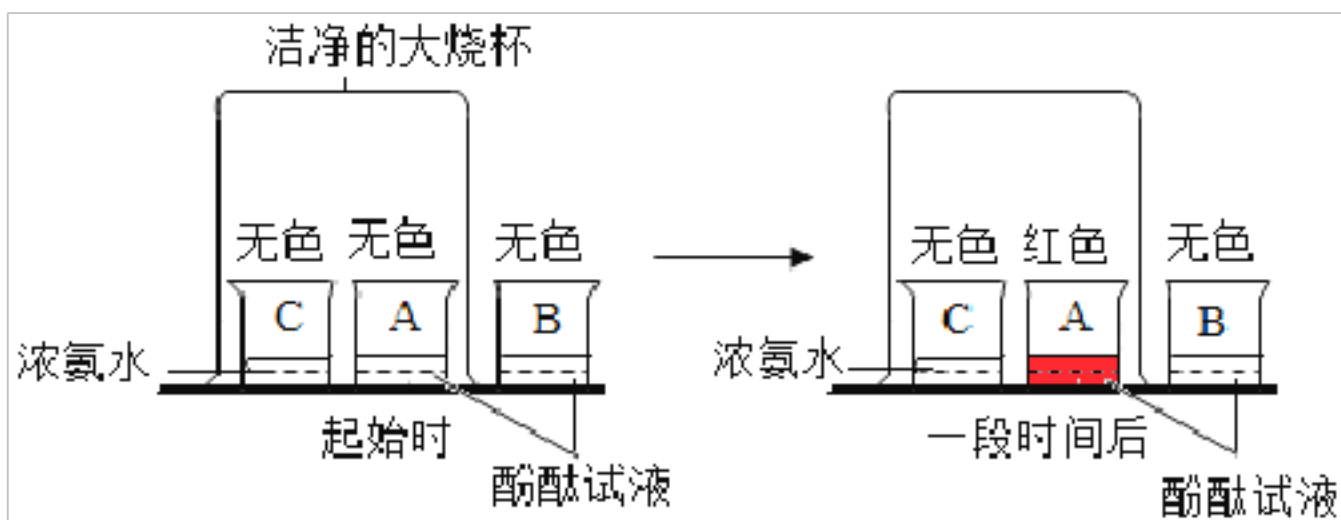 洁净的大烧杯
无色 无色 无色
C A B
浓氨水
起始时
酚酞试液
无色 红色 无色
C A B
浓氨水
一段时间后
酚酞试液